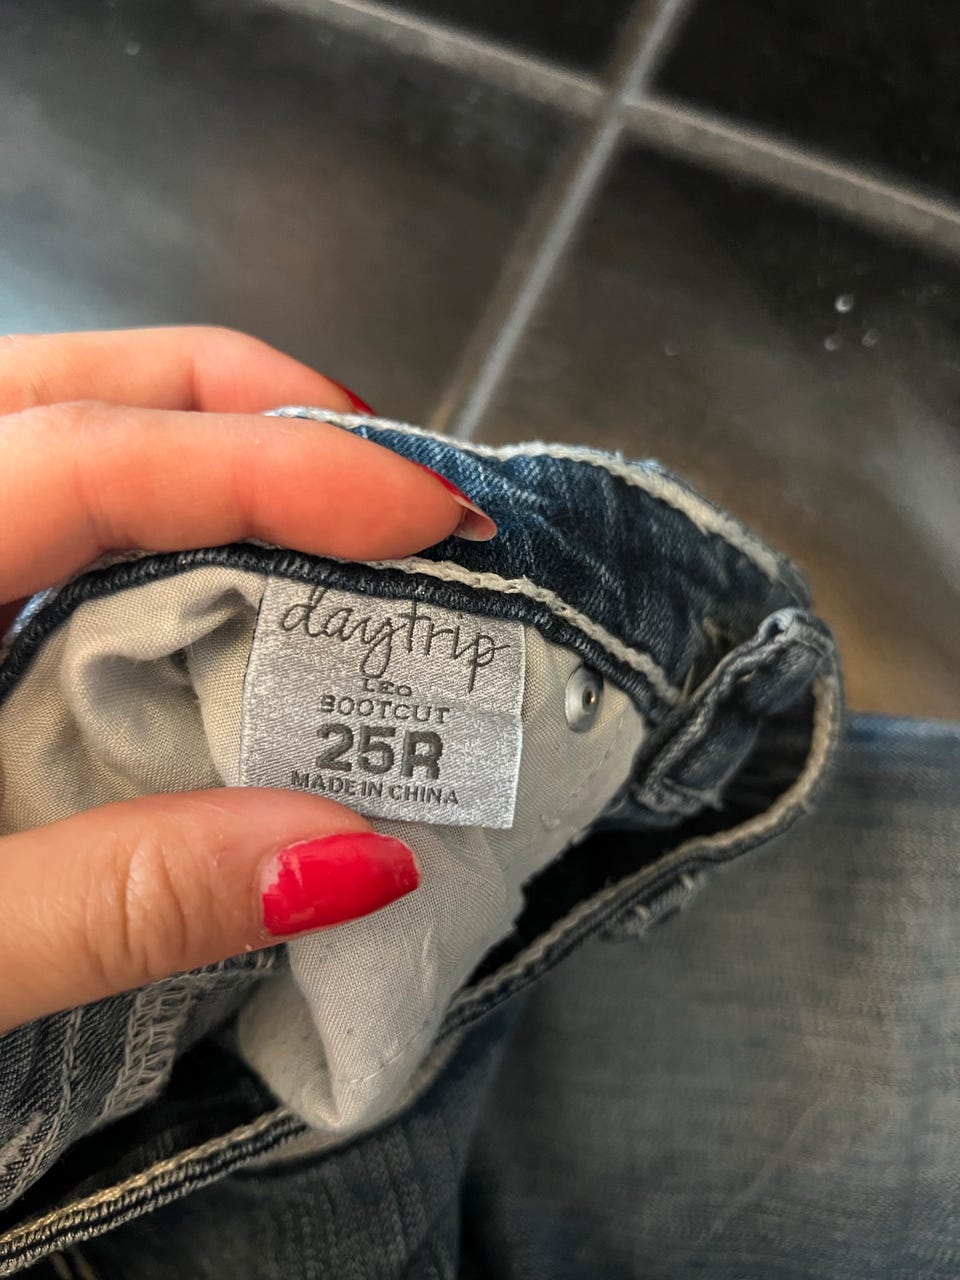 daytrip
LEO
BOOTCUT
25R
MADE IN CHINA